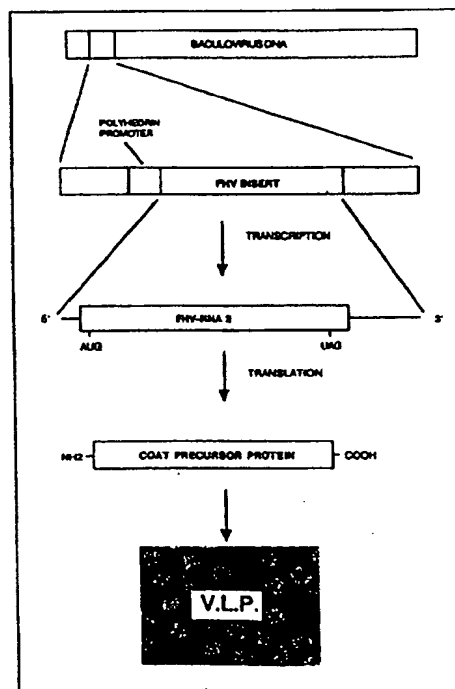 BACULOVIRUS DNA
POLYHEDRIN
PROMOTER
FHV INSERT
TRANSCRIPTION
5'
FHV-RNA 2
3'
AUG
UAG
TRANSLATION
NH2
COAT PRECURSOR PROTEIN
COOH
V.L.P.